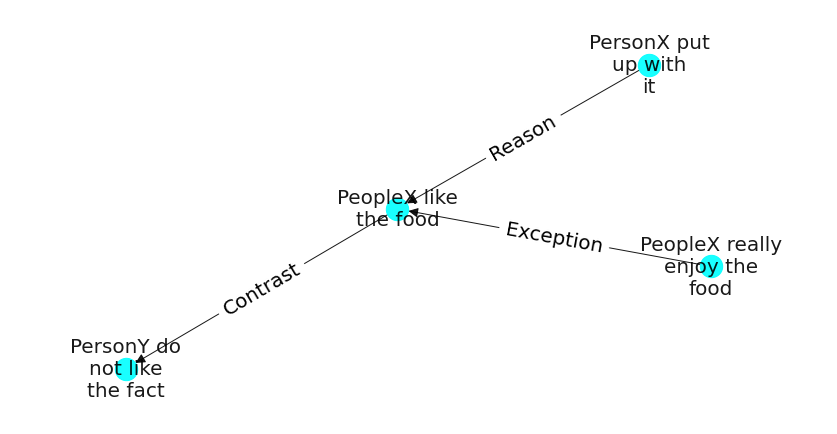 PersonX put
up with
it
Reason
PeopleX like
the food
Exception
PeopleX really
enjoy the
food
Contrast
PersonY do
not like
the fact